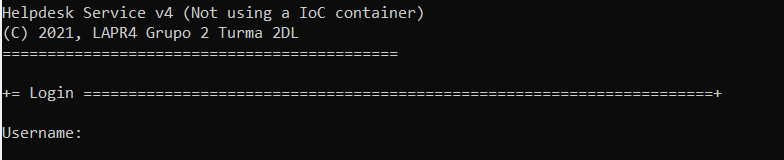 Helpdesk Service v4 (Not using a IoC container)
(C) 2021, LAPR4 Grupo 2 Turma 2DL
============================================
+= Login ======================================================================+
Username: